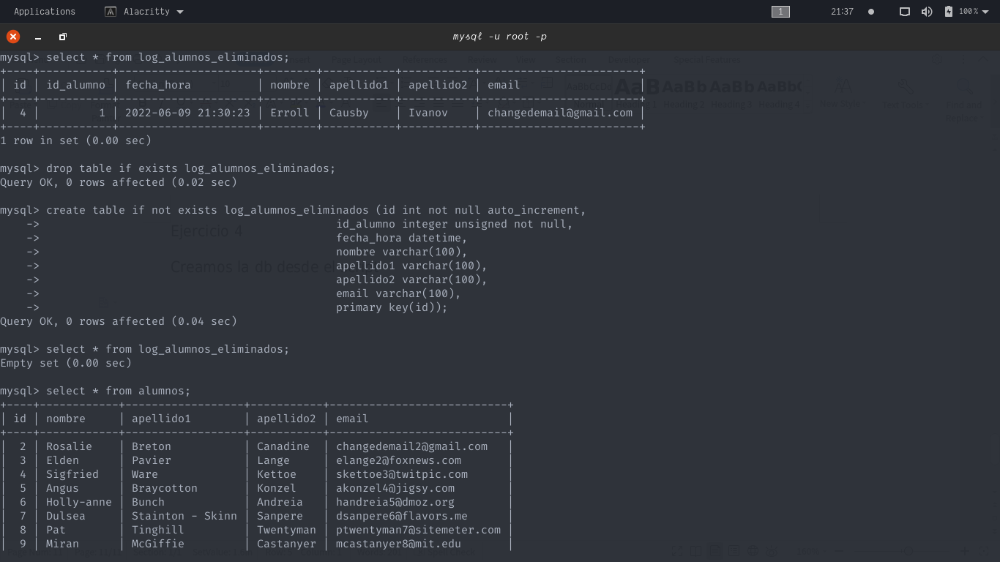 Applications Alacritty 1 21:37 100%
mysql -u root -p
mysql> select * from log_alumnos_eliminados;
+----+-----------+---------------------+--------+-----------+-----------+------------------------+
| id | id_alumno | fecha_hora          | nombre | apellido1 | apellido2 | email                  |
+----+-----------+---------------------+--------+-----------+-----------+------------------------+
|  4 |         1 | 2022-06-09 21:30:23 | Erroll | Causby    | Ivanov    | changedemail@gmail.com |
+----+-----------+---------------------+--------+-----------+-----------+------------------------+
1 row in set (0.00 sec)
mysql> drop table if exists log_alumnos_eliminados;
Query OK, 0 rows affected (0.02 sec)
mysql> create table if not exists log_alumnos_eliminados (id int not null auto_increment,
    ->                                             id_alumno integer unsigned not null,
Ejercicio 4
    ->                                             fecha_hora datetime,
    ->                                             nombre varchar(100),
    ->                                             apellido1 varchar(100),
Creamos la db desde el
    ->                                             apellido2 varchar(100),
    ->                                             email varchar(100),
    ->                                             primary key(id));
Query OK, 0 rows affected (0.04 sec)
mysql> select * from log_alumnos_eliminados;
Empty set (0.00 sec)
mysql> select * from alumnos;
+----+------------+------------------+-----------+---------------------------+
| id | nombre     | apellido1        | apellido2 | email                     |
+----+------------+------------------+-----------+---------------------------+
|  2 | Rosalie    | Breton           | Canadine  | changedemail2@gmail.com   |
|  3 | Elden      | Pavier           | Lange     | elange2@foxnews.com       |
|  4 | Sigfried   | Ware             | Kettoe    | skettoe3@twitpic.com      |
|  5 | Angus      | Braycotton       | Konzel    | akonzel4@jigsy.com        |
|  6 | Holly-anne | Bunch            | Andreia   | handreia5@dmoz.org        |
|  7 | Dulsea     | Stainton - Skinn | Sanpere   | dsanpere6@flavors.me      |
|  8 | Pat        | Tinghill         | Twentyman | ptwentyman7@sitemeter.com |
|  9 | Miran      | McGiffie         | Castanyer | mcastanyer8@mit.edu       |